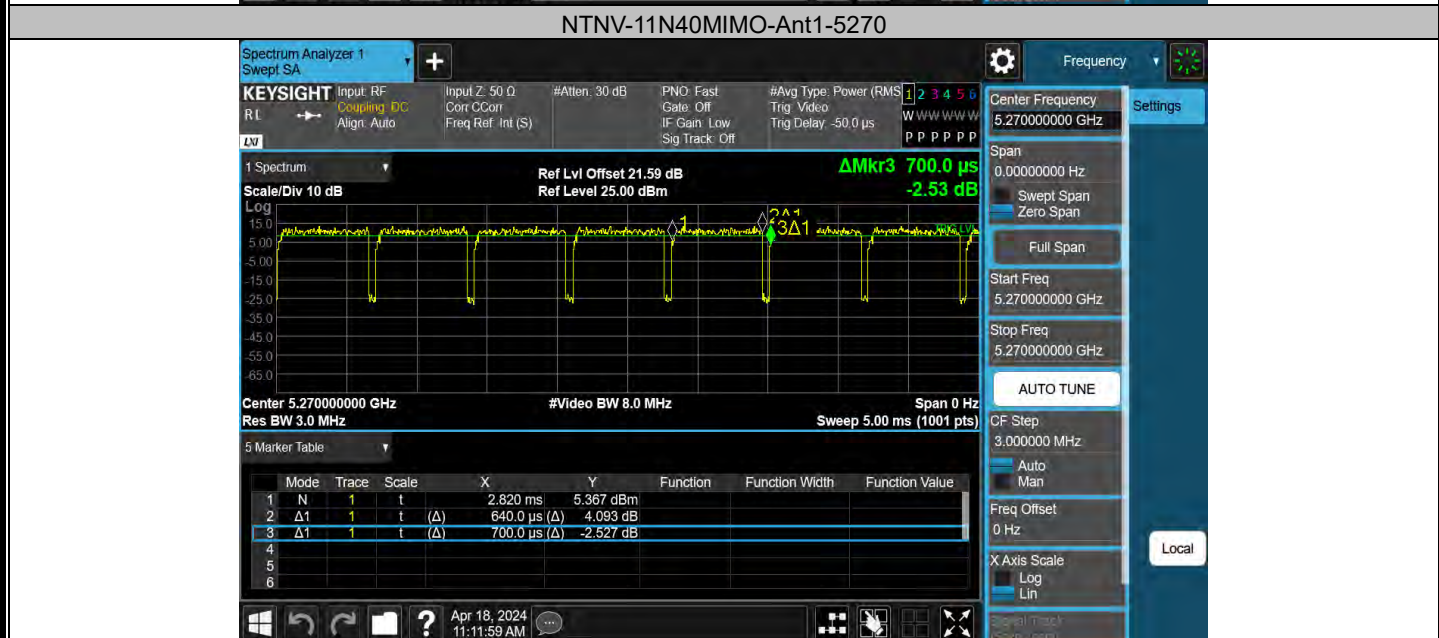 NTNV-11N40MIMO-Ant1-5270
Spectrum Analyzer 1
Swept SA
+
Frequency
KEYSIGHT
RL
LXI
Input: RF
Coupling: DC
Align: Auto
Input Z: 50 Ω
Corr CCorr
Freq Ref: Int (S)
#Atten: 30 dB
PNO: Fast
Gate: Off
IF Gain: Low
Sig Track: Off
#Avg Type: Power (RMS
Trig: Video
Trig Delay: -50.0 µs
1 2 3 4 5 6
W W W W W W
P P P P P P
Center Frequency
5.270000000 GHz
Settings
Span
0.00000000 Hz
Swept Span
Zero Span
Full Span
Start Freq
5.270000000 GHz
Stop Freq
5.270000000 GHz
AUTO TUNE
CF Step
3.000000 MHz
Auto
Man
Freq Offset
0 Hz
X Axis Scale
Log
Lin
Signal Track
Local
1 Spectrum
Scale/Div 10 dB
Log
Ref Lvl Offset 21.59 dB
Ref Level 25.00 dBm
ΔMkr3 700.0 µs
-2.53 dB
15.0
5.00
-5.00
-15.0
-25.0
-35.0
-45.0
-55.0
-65.0
1
2Δ1
3Δ1
TRIG LVL
Center 5.270000000 GHz
#Video BW 8.0 MHz
Span 0 Hz
Res BW 3.0 MHz
Sweep 5.00 ms (1001 pts)
5 Marker Table
Mode Trace Scale X Y Function Function Width Function Value
1 N 1 t 2.820 ms 5.367 dBm
2 Δ1 1 t (Δ) 640.0 µs (Δ) 4.093 dB
3 Δ1 1 t (Δ) 700.0 µs (Δ) -2.527 dB
4
5
6
?
Apr 18, 2024
11:11:59 AM